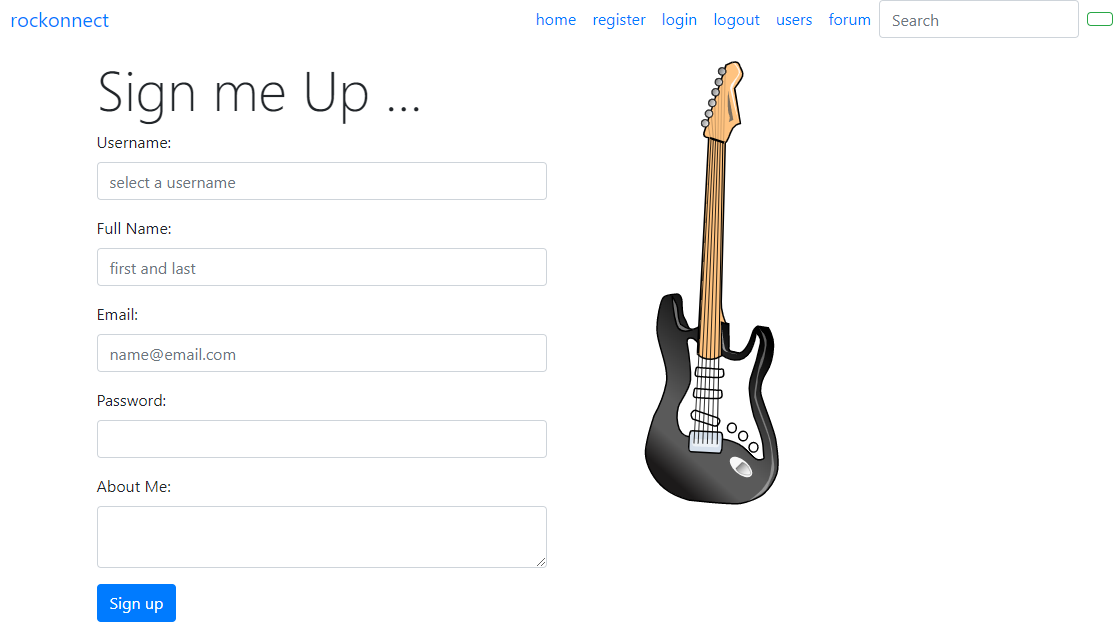 rockonnect home register login logout users forum Search
Sign me Up ...
Username:
select a username
Full Name:
first and last
Email:
name@email.com
Password:
About Me:
Sign up